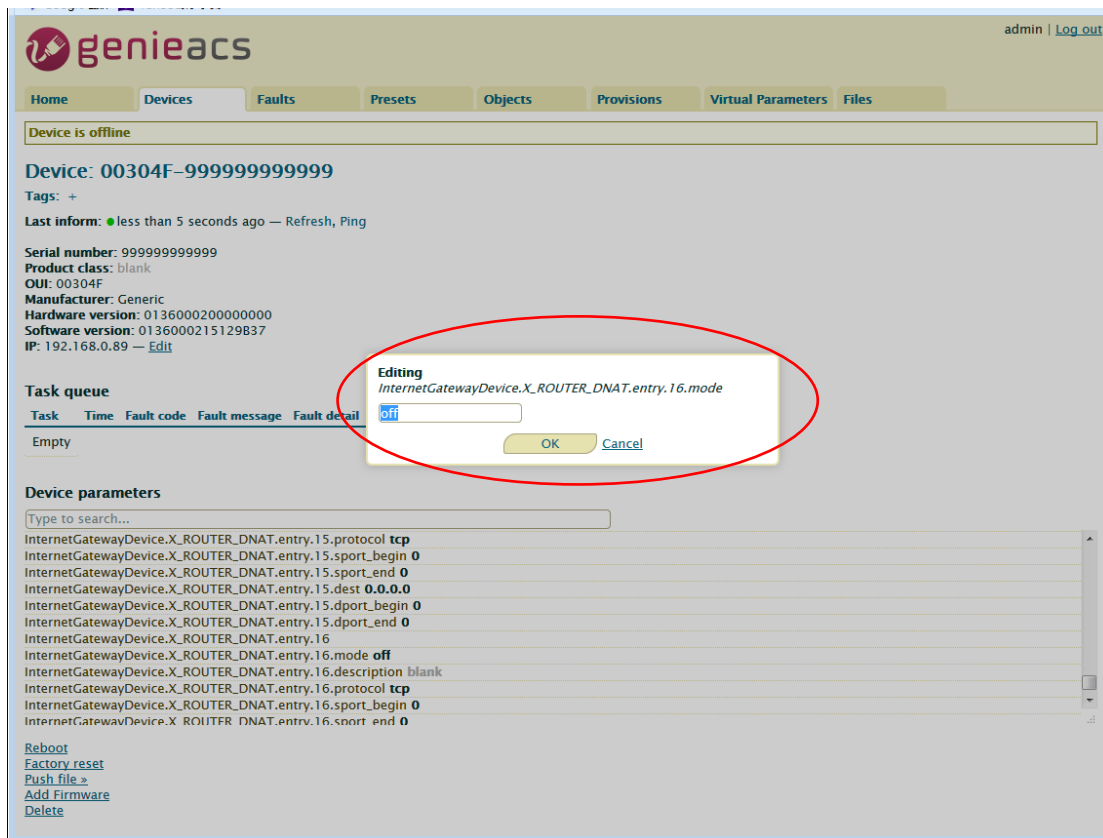 admin | Log out
genieacs
Home Devices Faults Presets Objects Provisions Virtual Parameters Files
Device is offline
Device: 00304F-999999999999
Tags: +
Last inform: less than 5 seconds ago — Refresh, Ping
Serial number: 999999999999
Product class: blank
OUI: 00304F
Manufacturer: Generic
Hardware version: 0136000200000000
Software version: 0136000215129B37
IP: 192.168.0.89 — Edit
Editing
InternetGatewayDevice.X_ROUTER_DNAT.entry.16.mode
off
OK Cancel
Task queue
Task Time Fault code Fault message Fault detail
Empty
Device parameters
Type to search...
InternetGatewayDevice.X_ROUTER_DNAT.entry.15.protocol tcp
InternetGatewayDevice.X_ROUTER_DNAT.entry.15.sport_begin 0
InternetGatewayDevice.X_ROUTER_DNAT.entry.15.sport_end 0
InternetGatewayDevice.X_ROUTER_DNAT.entry.15.dest 0.0.0.0
InternetGatewayDevice.X_ROUTER_DNAT.entry.15.dport_begin 0
InternetGatewayDevice.X_ROUTER_DNAT.entry.15.dport_end 0
InternetGatewayDevice.X_ROUTER_DNAT.entry.16
InternetGatewayDevice.X_ROUTER_DNAT.entry.16.mode off
InternetGatewayDevice.X_ROUTER_DNAT.entry.16.description blank
InternetGatewayDevice.X_ROUTER_DNAT.entry.16.protocol tcp
InternetGatewayDevice.X_ROUTER_DNAT.entry.16.sport_begin 0
InternetGatewayDevice.X_ROUTER_DNAT.entry.16.sport_end 0
Reboot
Factory reset
Push file »
Add Firmware
Delete